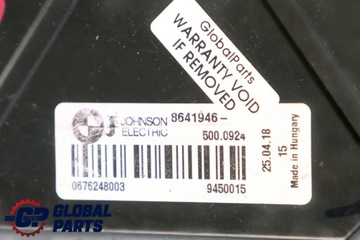 GlobalParts
WARRANTY VOID
IF REMOVED
JOHNSON
ELECTRIC
8641946-
500.0924
25.04.18
15
Made in Hungary
0676248003
9450015
GP GLOBAL
PARTS